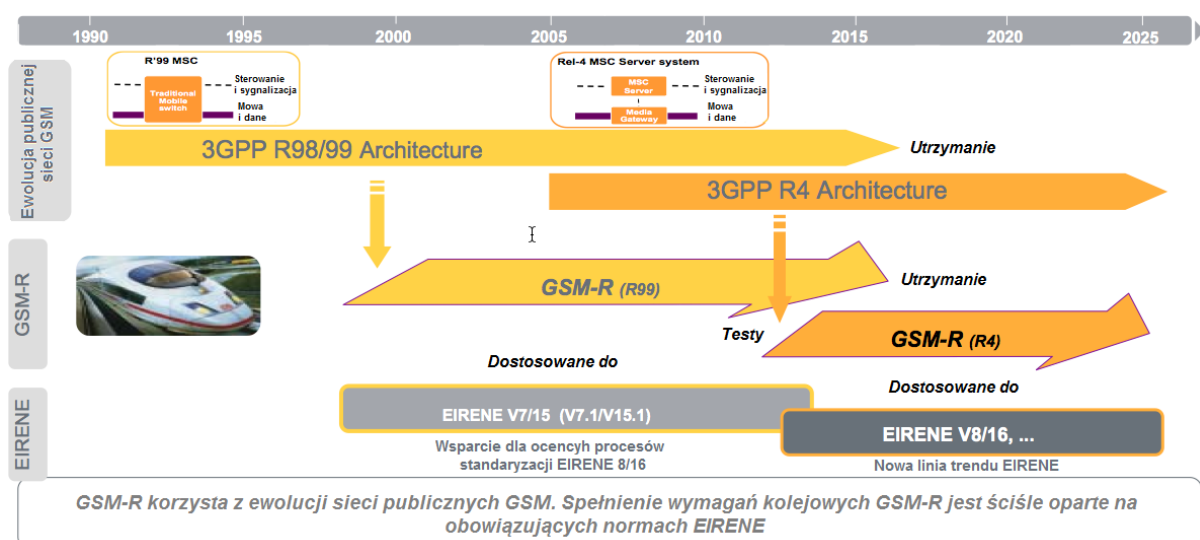 1990 1995 2000 2005 2010 2015 2020 2025
Ewolucja publicznej
sieci GSM
R'99 MSC
Traditional
Mobile
switch
Sterowanie
i sygnalizacja
Mowa
i dane
Rel-4 MSC Server system
MSC
Server
Media
Gateway
Sterowanie
i sygnalizacja
Mowa
i dane
3GPP R98/99 Architecture
Utrzymanie
3GPP R4 Architecture
GSM-R
GSM-R (R99)
Utrzymanie
Testy
GSM-R (R4)
Dostosowane do
Dostosowane do
EIRENE
EIRENE V7/15 (V7.1/V15.1)
EIRENE V8/16, ...
Wsparcie dla ocencyh procesów
standaryzacji EIRENE 8/16
Nowa linia trendu EIRENE
GSM-R korzysta z ewolucji sieci publicznych GSM. Spełnienie wymagań kolejowych GSM-R jest ściśle oparte na
obowiązujących normach EIRENE